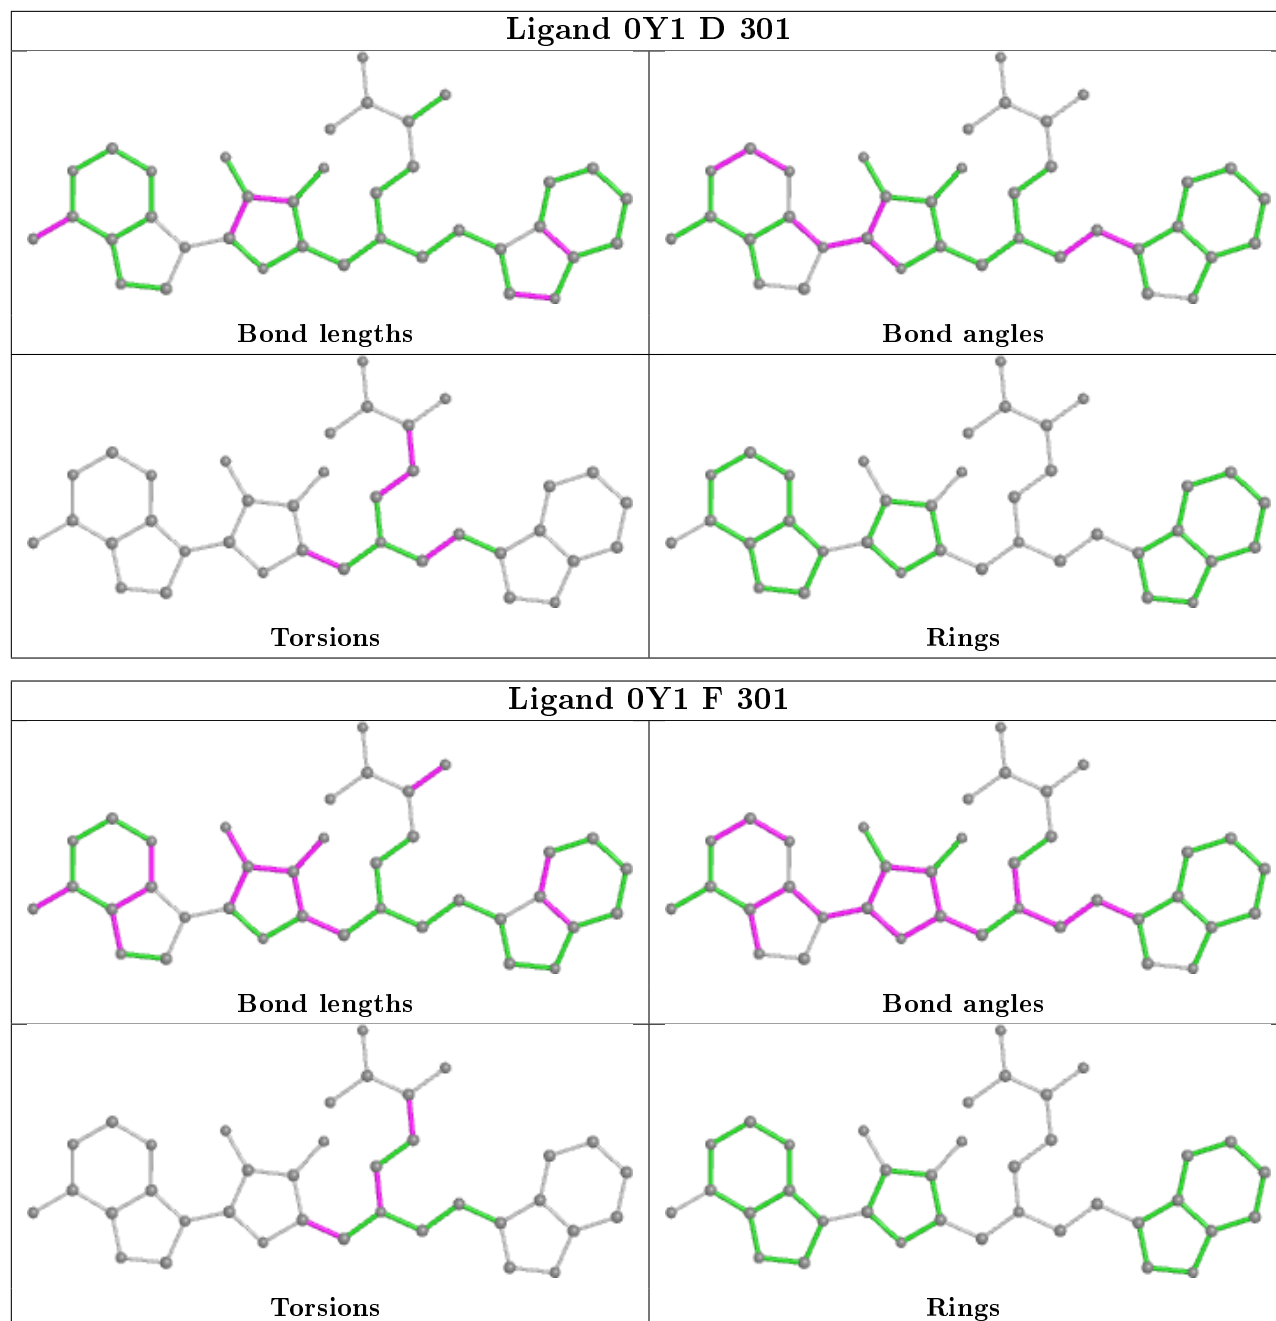 Ligand 0Y1 D 301
Bond lengths
Bond angles
Torsions
Rings
Ligand 0Y1 F 301
Bond lengths
Bond angles
Torsions
Rings